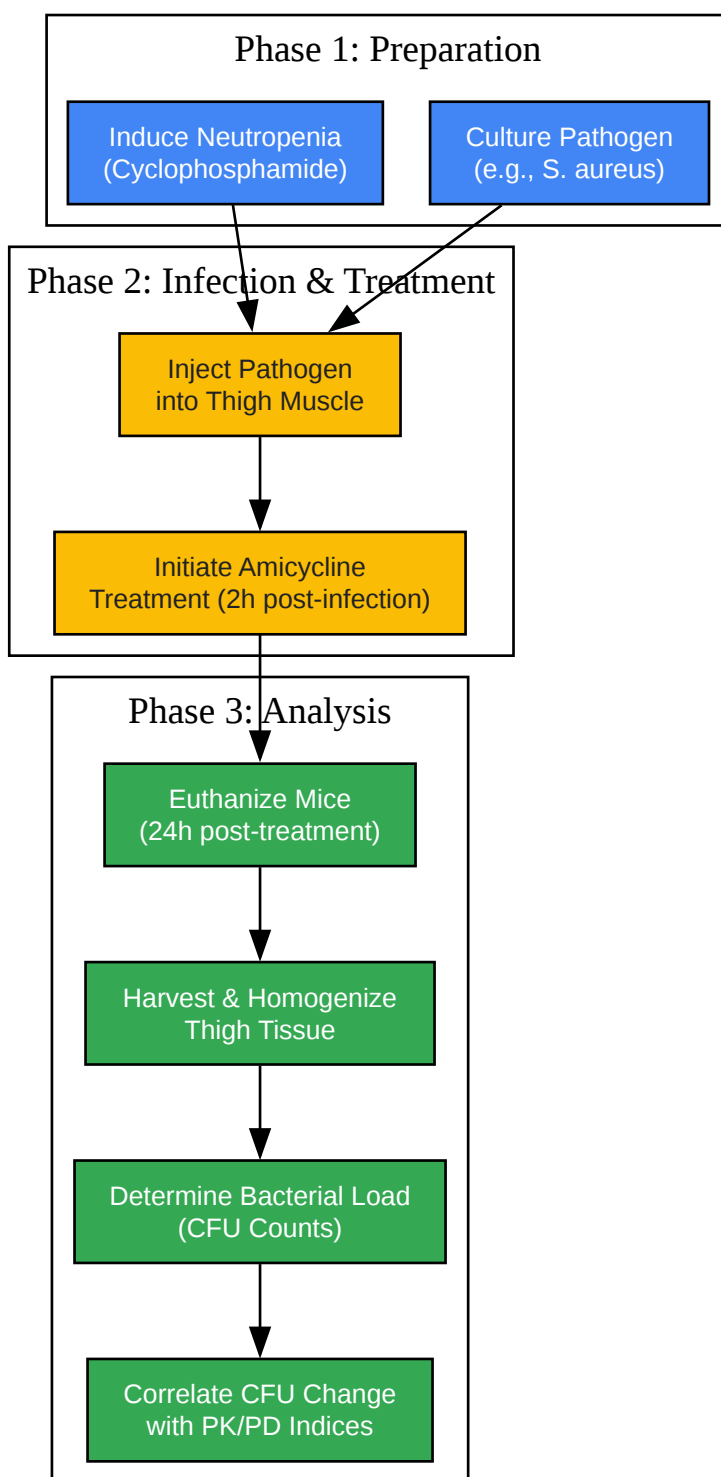 Phase 1: Preparation
Induce Neutropenia
(Cyclophosphamide)
Culture Pathogen
(e.g., S. aureus)
Phase 2: Infection & Treatment
Inject Pathogen
into Thigh Muscle
Initiate Amicycline
Treatment (2h post-infection)
Phase 3: Analysis
Euthanize Mice
(24h post-treatment)
Harvest & Homogenize
Thigh Tissue
Determine Bacterial Load
(CFU Counts)
Correlate CFU Change
with PK/PD Indices